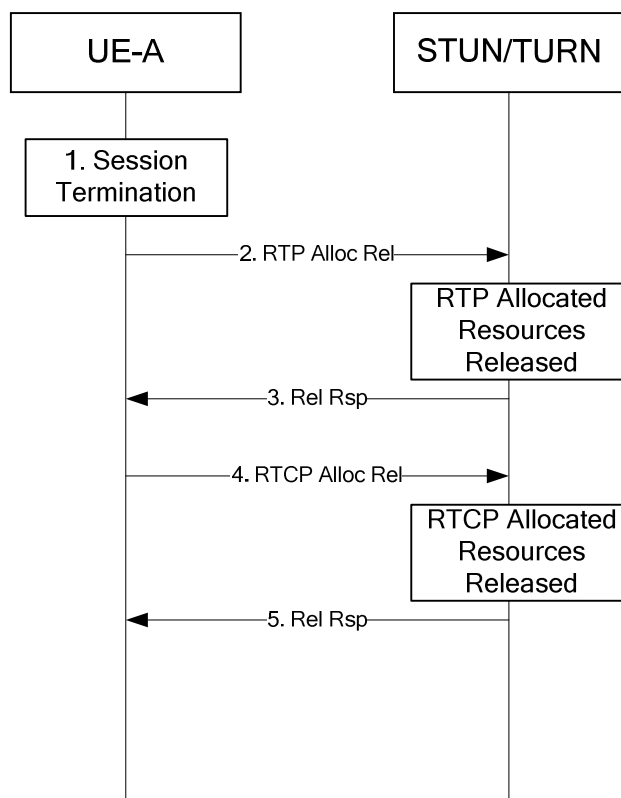 UE-A
STUN/TURN
1. Session
Termination
2. RTP Alloc Rel
RTP Allocated
Resources
Released
3. Rel Rsp
4. RTCP Alloc Rel
RTCP Allocated
Resources
Released
5. Rel Rsp